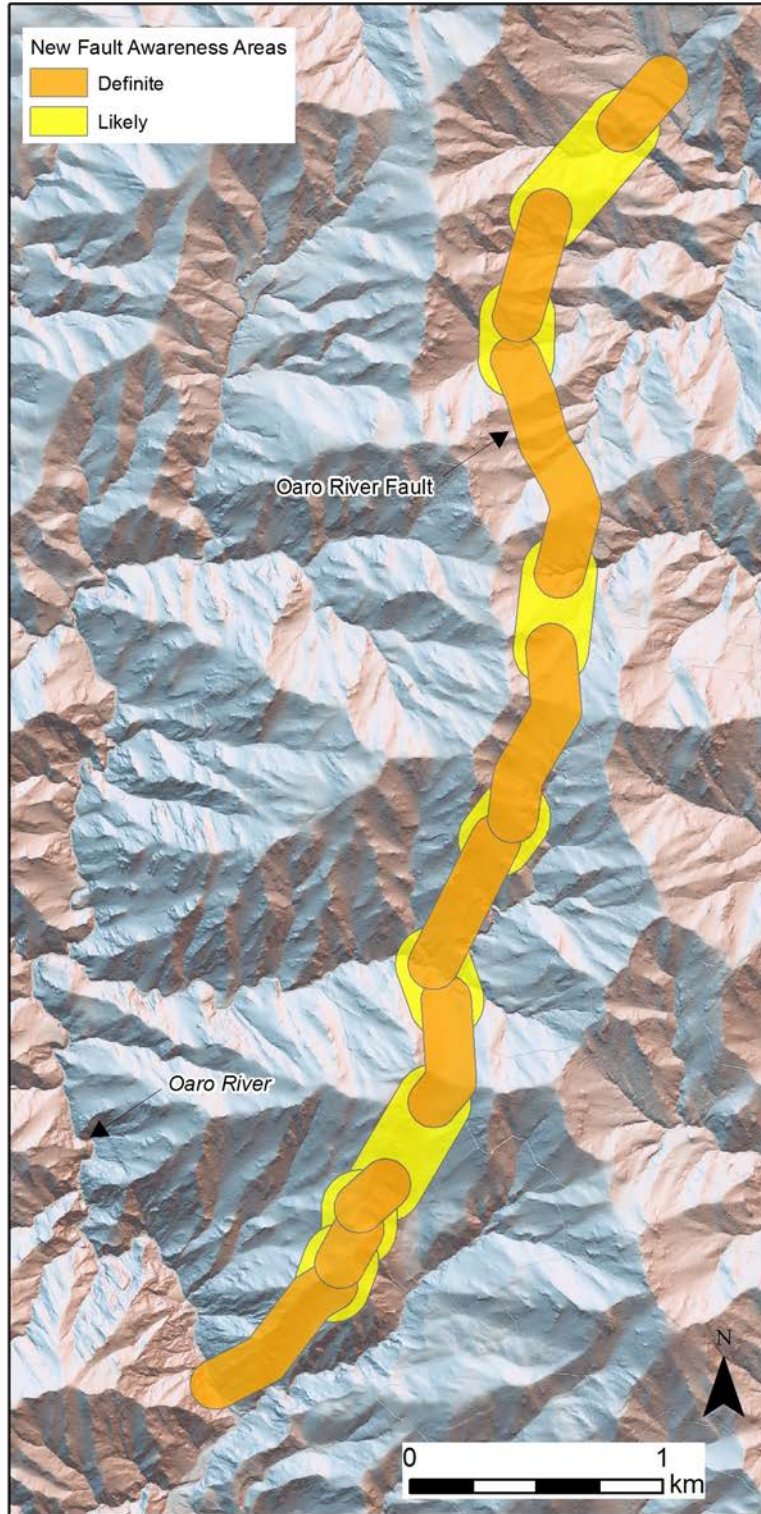 New Fault Awareness Areas
Definite
Likely
Oaro River Fault
Oaro River
N
0 1
km